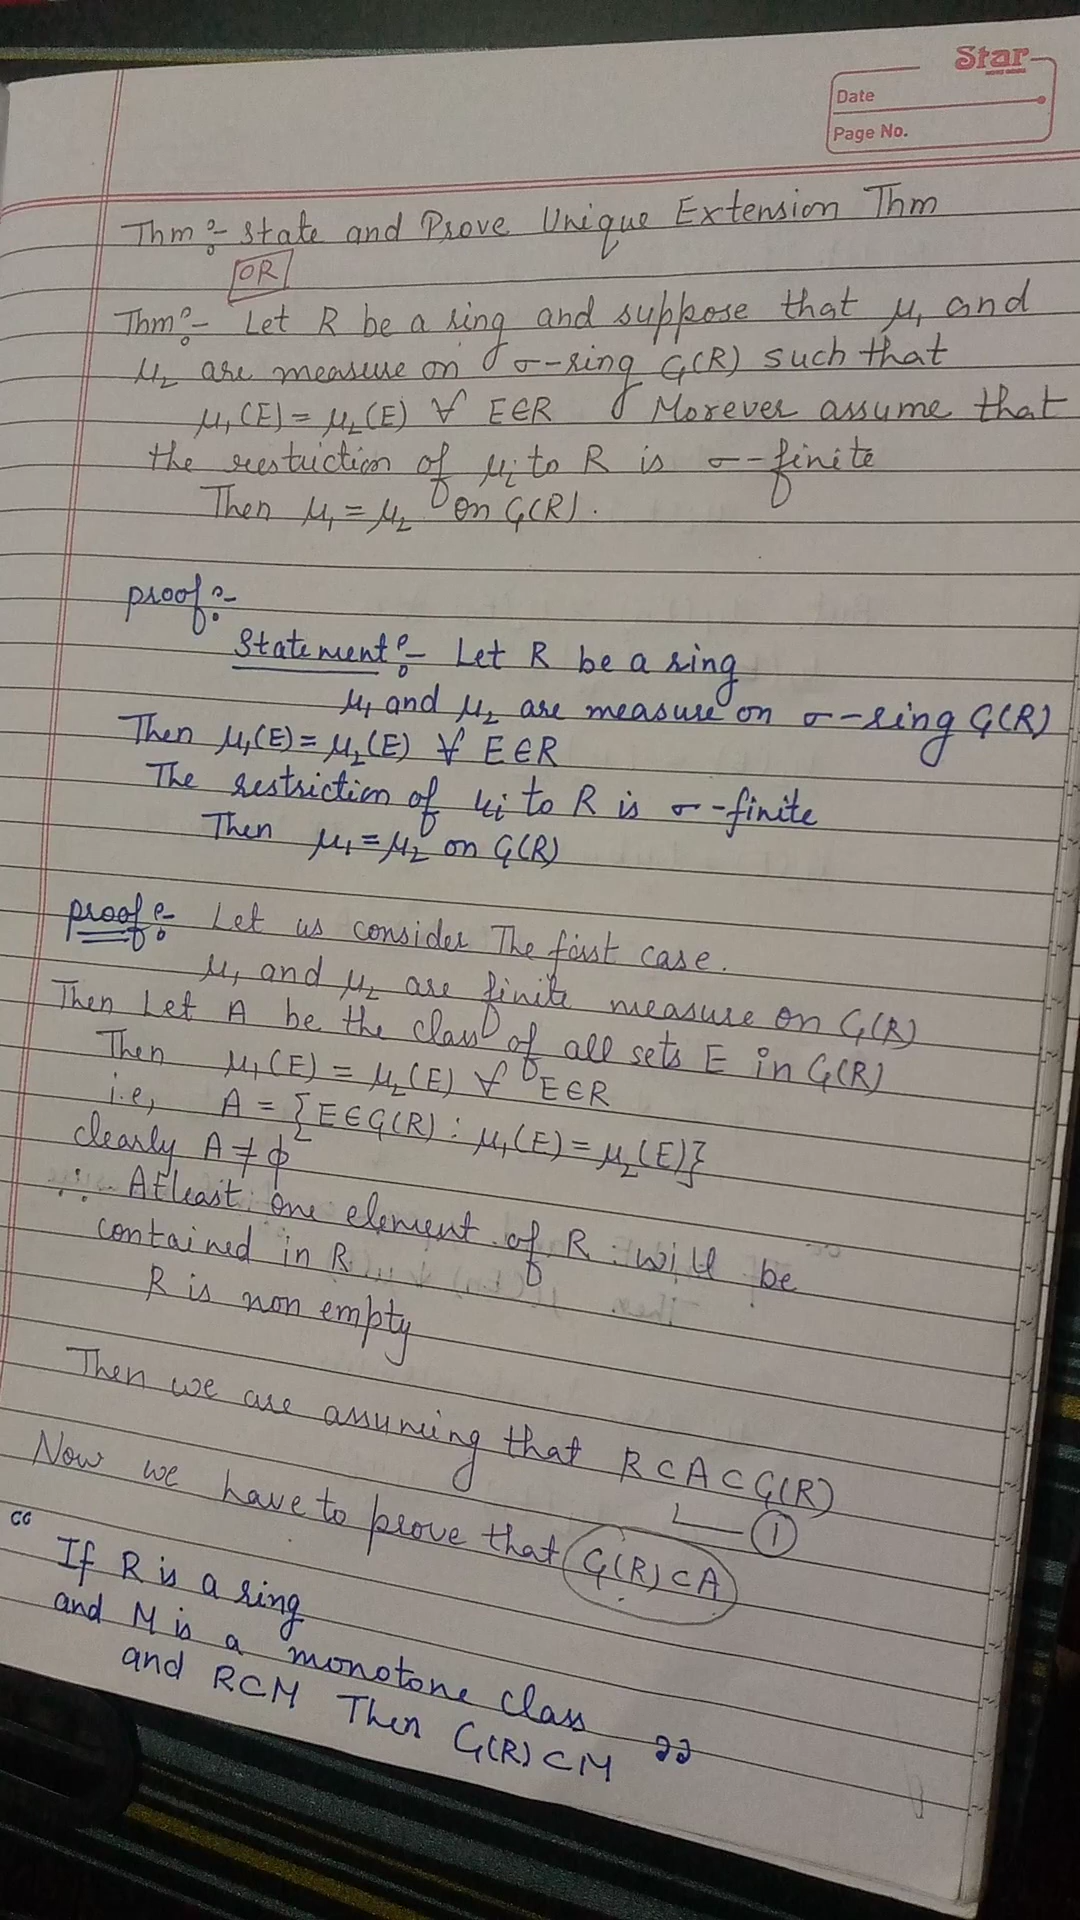 Star
Date
Page No.
Thm:- State and Prove Unique Extension Thm
OR
Thm:- Let R be a ring and suppose that μ₁ and
μ₂ are measure on σ-ring G(R) such that
μ₁(E) = μ₂(E) ∀ E∈R Morever assume that
the restriction of μᵢ to R is σ-finite
Then μ₁ = μ₂ on G(R).
proof:-
Statement:- Let R be a ring
μ₁ and μ₂ are measure on σ-ring G(R)
Then μ₁(E) = μ₂(E) ∀ E∈R
The restriction of μᵢ to R is σ-finite
Then μ₁ = μ₂ on G(R)
proof:- Let us consider The first case.
μ₁ and μ₂ are finite measure on G(R)
Then Let A be the class of all sets E in G(R)
Then μ₁(E) = μ₂(E) ∀ E∈R
i.e, A = {E∈G(R) : μ₁(E) = μ₂(E)}
clearly A ≠ ϕ
∴ Atleast one element of R will be
contained in R
R is non empty
Then we are assuming that R⊂A⊂G(R)
①
Now we have to prove that G(R)⊂A
“ If R is a ring
and M is a monotone class
and R⊂M Then G(R)⊂M ”